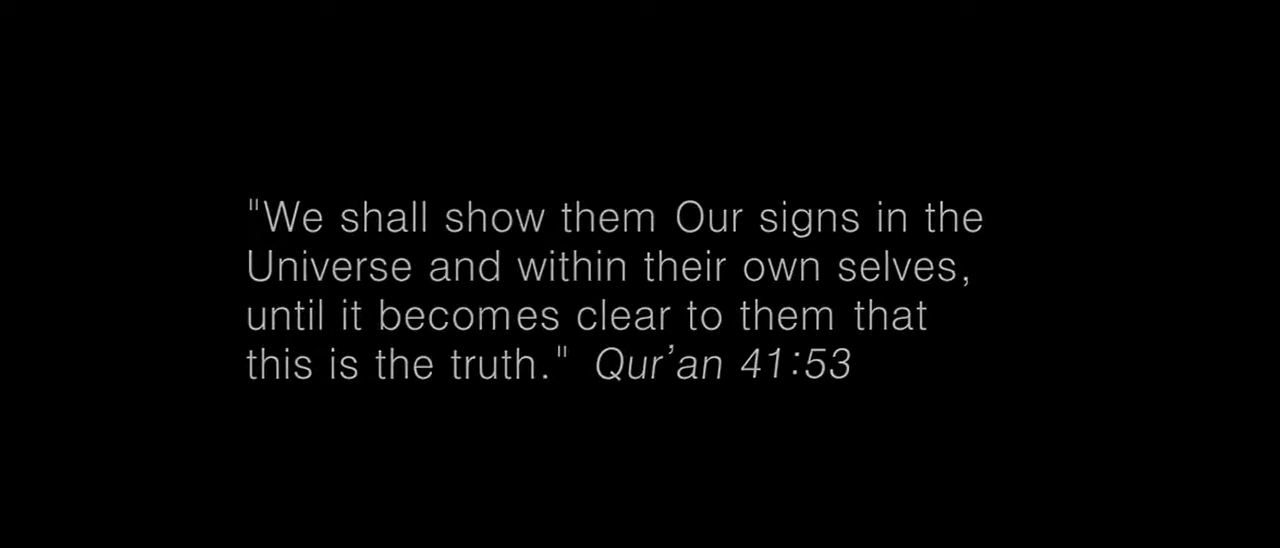 "We shall show them Our signs in the
Universe and within their own selves,
until it becomes clear to them that
this is the truth." Qur’an 41:53